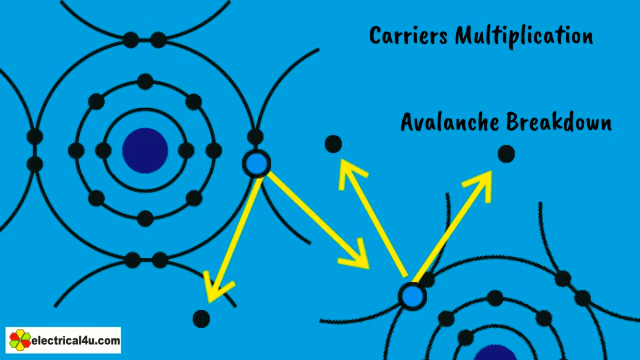 Carriers Multiplication
Avalanche Breakdown
electrical4u.com